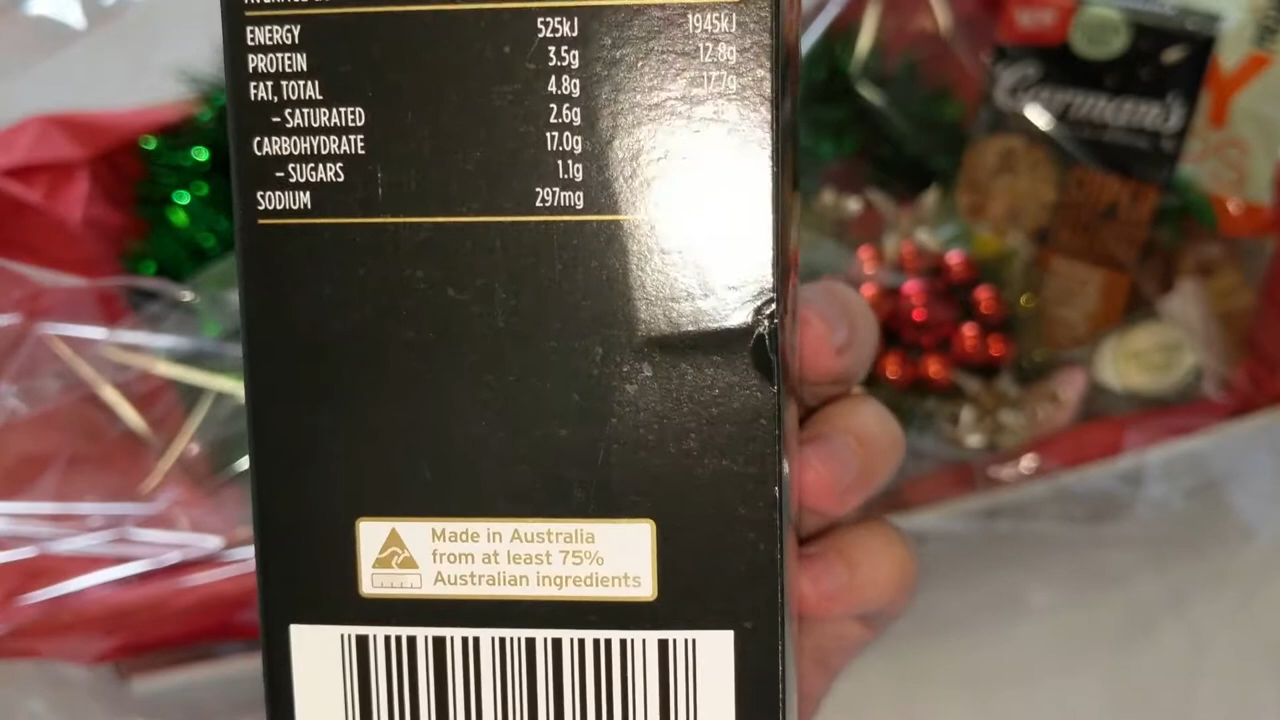 ENERGY 525kJ 1945kJ
PROTEIN 3.5g 12.8g
FAT, TOTAL 4.8g 17.7g
– SATURATED 2.6g
CARBOHYDRATE 17.0g
– SUGARS 1.1g
SODIUM 297mg
Made in Australia
from at least 75%
Australian ingredients
Carman's